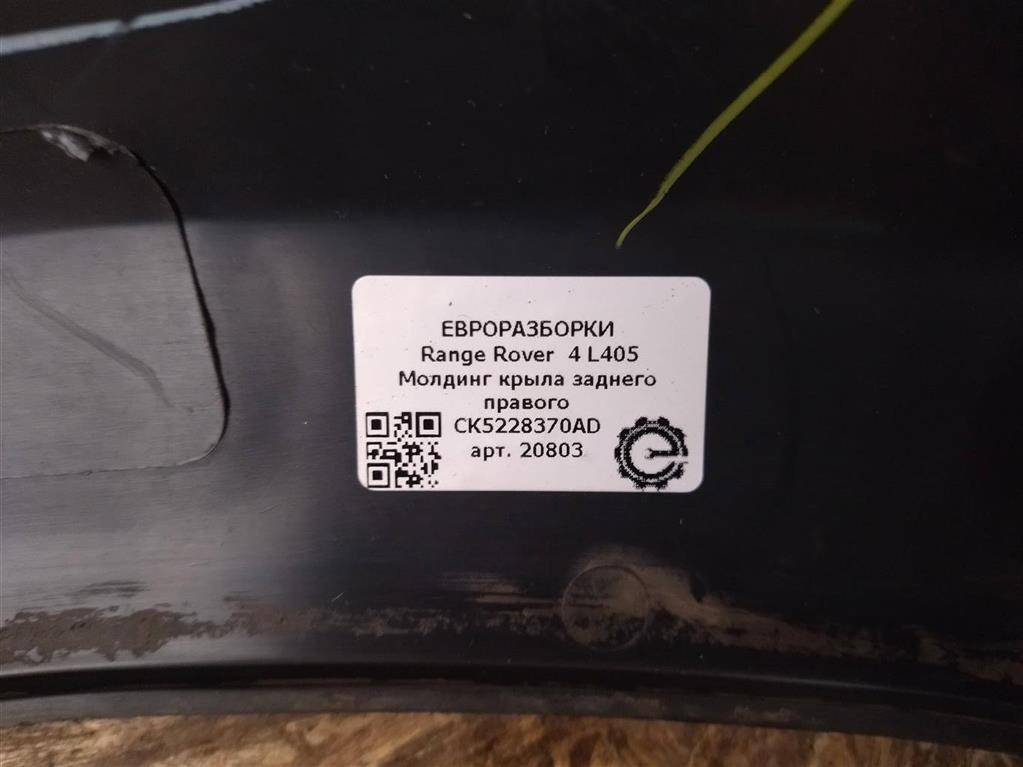 ЕВРОРАЗБОРКИ
Range Rover 4 L405
Молдинг крыла заднего
правого
CK5228370AD
арт. 20803